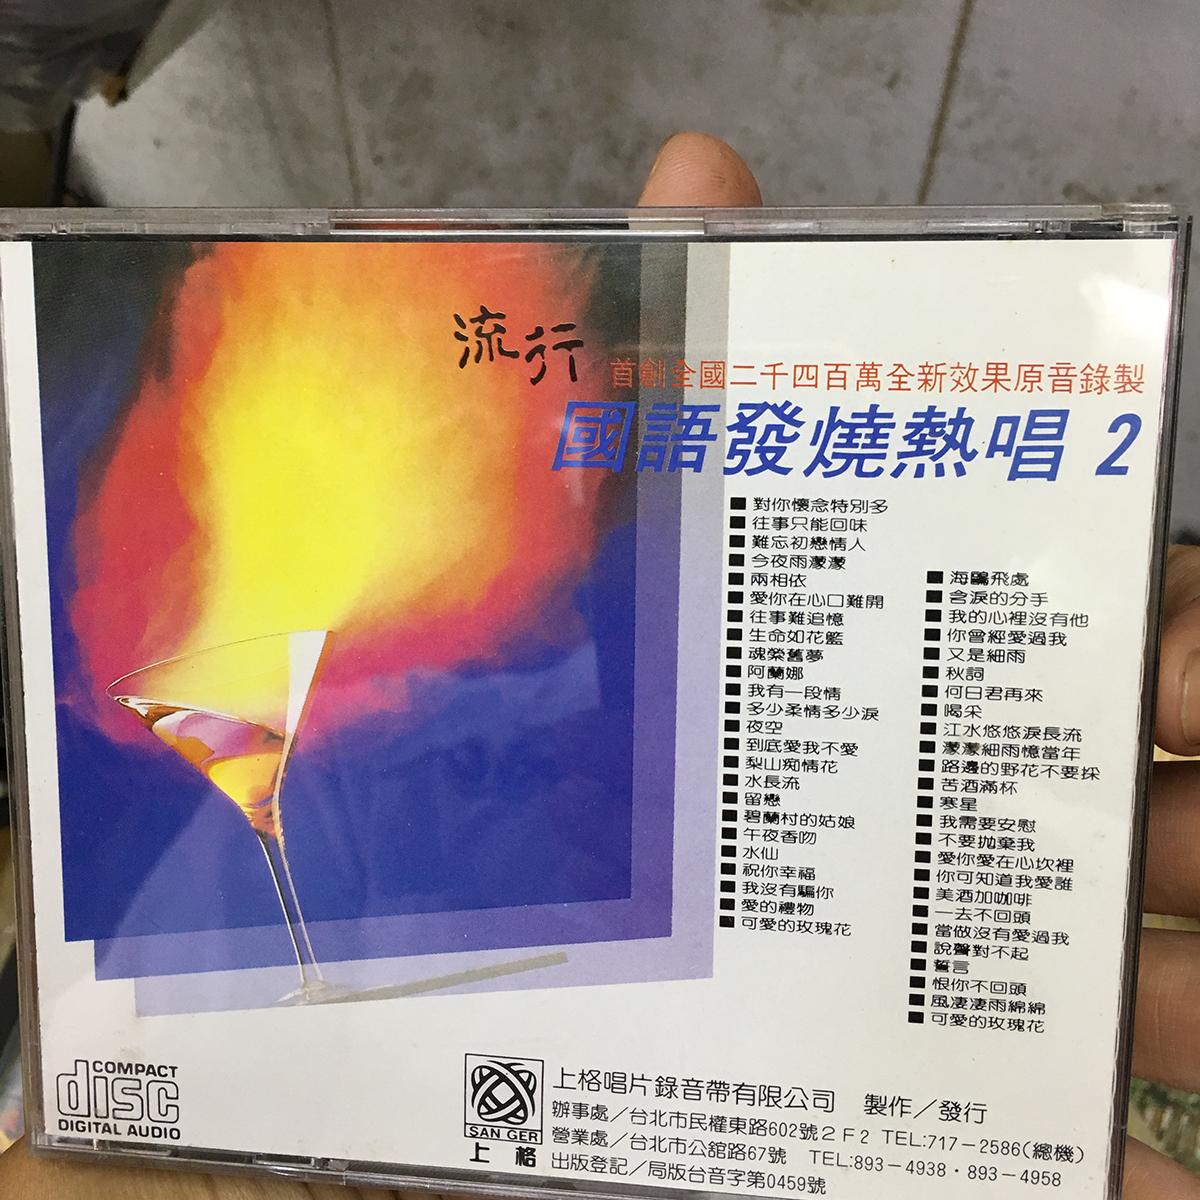 流行
首創全國二千四百萬全新效果原音錄製
國語發燒熱唱 2
■ 對你懷念特別多
■ 往事只能回味
■ 難忘初戀情人
■ 今夜雨濛濛
■ 兩相依
■ 愛你在心口難開
■ 往事難追憶
■ 生命如花籃
■ 魂縈舊夢
■ 阿蘭娜
■ 我有一段情
■ 多少柔情多少淚
■ 夜空
■ 到底愛我不愛
■ 梨山痴情花
■ 水長流
■ 留戀
■ 碧蘭村的姑娘
■ 午夜香吻
■ 水仙
■ 祝你幸福
■ 我沒有騙你
■ 愛的禮物
■ 可愛的玫瑰花
■ 海鷗飛處
■ 含淚的分手
■ 我的心裡沒有他
■ 你曾經愛過我
■ 又是細雨
■ 秋詞
■ 何日君再來
■ 喝采
■ 江水悠悠淚長流
■ 濛濛細雨憶當年
■ 路邊的野花不要採
■ 苦酒滿杯
■ 寒星
■ 我需要安慰
■ 不要拋棄我
■ 愛你愛在心坎裡
■ 你可知道我愛誰
■ 美酒加咖啡
■ 一去不回頭
■ 當做沒有愛過我
■ 說聲對不起
■ 誓言
■ 恨你不回頭
■ 風淒淒雨綿綿
■ 可愛的玫瑰花
COMPACT
disc
DIGITAL AUDIO
SAN GER
上格
上格唱片錄音帶有限公司 製作／發行
辦事處／台北市民權東路602號2F2 TEL:717-2586(總機)
營業處／台北市公舘路67號 TEL:893-4938・893-4958
出版登記／局版台音字第0459號